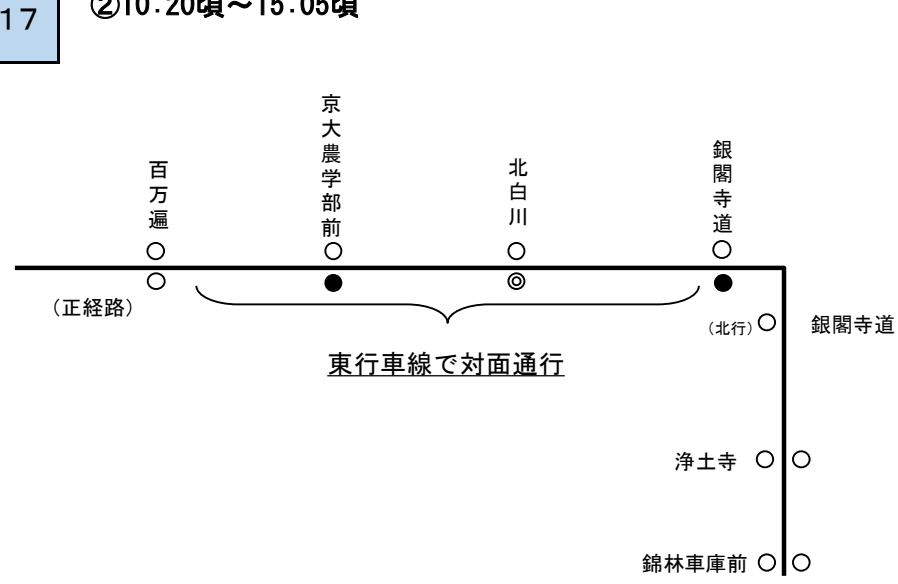 17
②10:20頃～15:05頃
百万遍
京大農学部前
北白川
銀閣寺道
（正経路）
（北行）
銀閣寺道
東行車線で対面通行
浄土寺
錦林車庫前